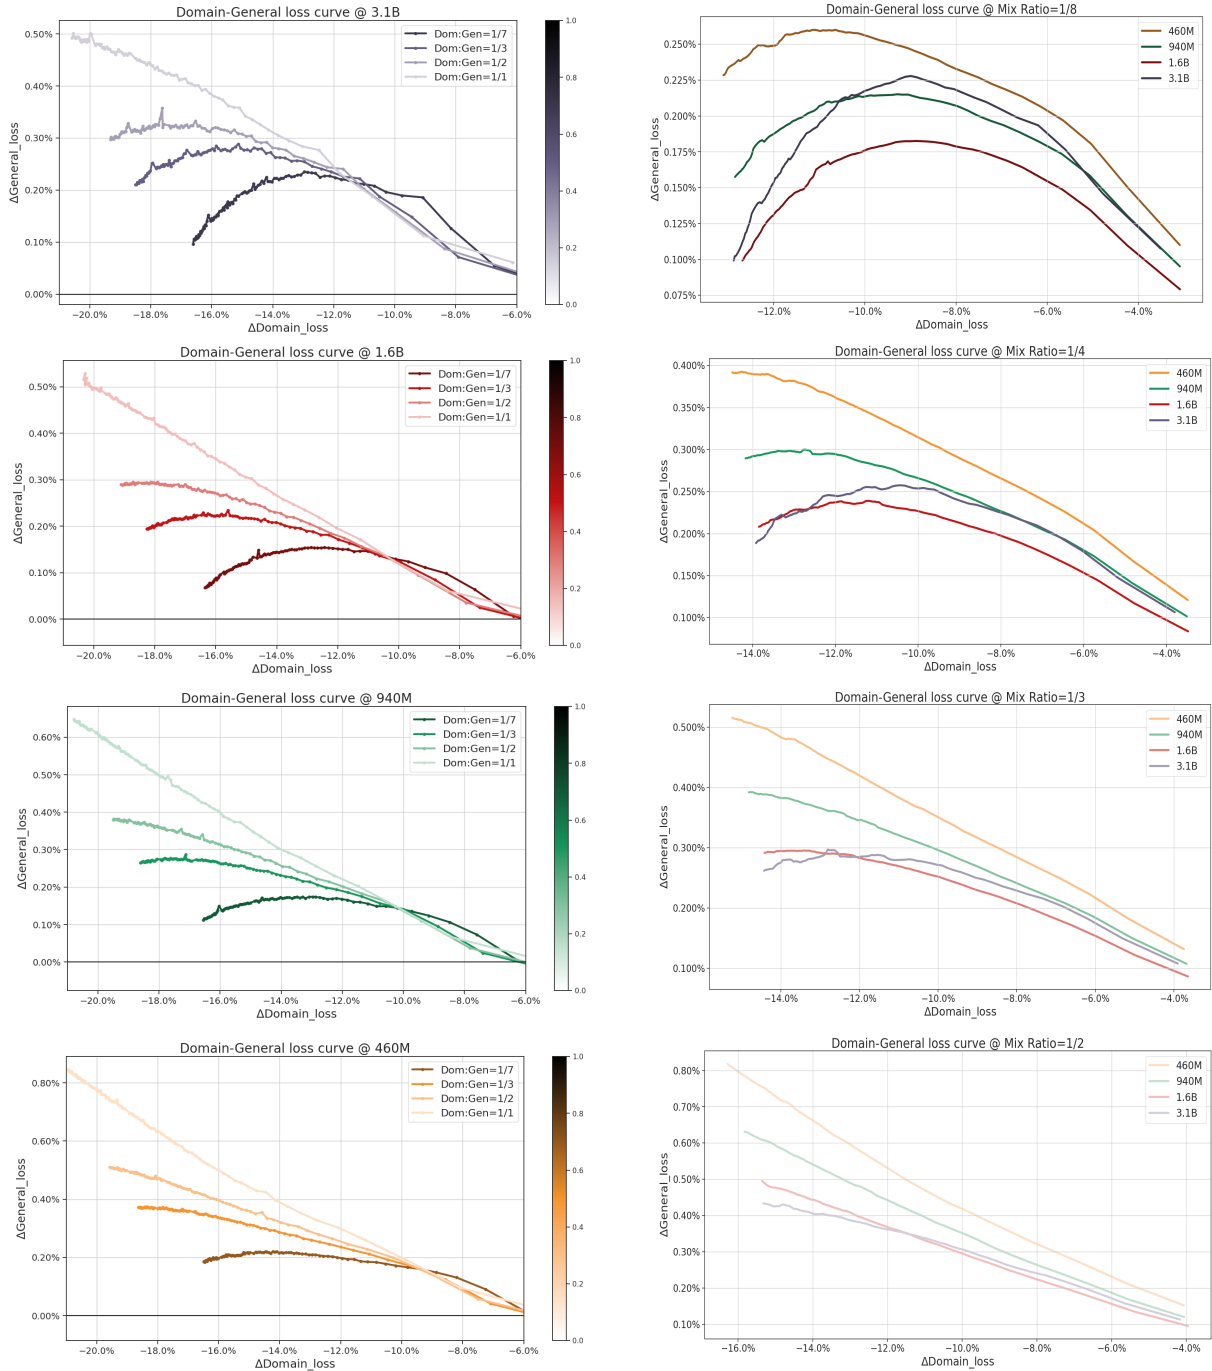 Domain-General loss curve @ 3.1B
ΔGeneral_loss
0.50%
0.40%
0.30%
0.20%
0.10%
0.00%
Dom:Gen=1/7
Dom:Gen=1/3
Dom:Gen=1/2
Dom:Gen=1/1
−20.0% −18.0% −16.0% −14.0% −12.0% −10.0% −8.0% −6.0%
ΔDomain_loss
1.0
0.8
0.6
0.4
0.2
0.0
Domain-General loss curve @ Mix Ratio=1/8
ΔGeneral_loss
0.250%
0.225%
0.200%
0.175%
0.150%
0.125%
0.100%
0.075%
460M
940M
1.6B
3.1B
−12.0% −10.0% −8.0% −6.0% −4.0%
ΔDomain_loss
Domain-General loss curve @ 1.6B
ΔGeneral_loss
0.50%
0.40%
0.30%
0.20%
0.10%
0.00%
Dom:Gen=1/7
Dom:Gen=1/3
Dom:Gen=1/2
Dom:Gen=1/1
−20.0% −18.0% −16.0% −14.0% −12.0% −10.0% −8.0% −6.0%
ΔDomain_loss
1.0
0.8
0.6
0.4
0.2
0.0
Domain-General loss curve @ Mix Ratio=1/4
ΔGeneral_loss
0.400%
0.350%
0.300%
0.250%
0.200%
0.150%
0.100%
460M
940M
1.6B
3.1B
−14.0% −12.0% −10.0% −8.0% −6.0% −4.0%
ΔDomain_loss
Domain-General loss curve @ 940M
ΔGeneral_loss
0.60%
0.50%
0.40%
0.30%
0.20%
0.10%
0.00%
Dom:Gen=1/7
Dom:Gen=1/3
Dom:Gen=1/2
Dom:Gen=1/1
−20.0% −18.0% −16.0% −14.0% −12.0% −10.0% −8.0% −6.0%
ΔDomain_loss
1.0
0.8
0.6
0.4
0.2
0.0
Domain-General loss curve @ Mix Ratio=1/3
ΔGeneral_loss
0.500%
0.400%
0.300%
0.200%
0.100%
460M
940M
1.6B
3.1B
−14.0% −12.0% −10.0% −8.0% −6.0% −4.0%
ΔDomain_loss
Domain-General loss curve @ 460M
ΔGeneral_loss
0.80%
0.60%
0.40%
0.20%
0.00%
Dom:Gen=1/7
Dom:Gen=1/3
Dom:Gen=1/2
Dom:Gen=1/1
−20.0% −18.0% −16.0% −14.0% −12.0% −10.0% −8.0% −6.0%
ΔDomain_loss
1.0
0.8
0.6
0.4
0.2
0.0
Domain-General loss curve @ Mix Ratio=1/2
ΔGeneral_loss
0.80%
0.70%
0.60%
0.50%
0.40%
0.30%
0.20%
0.10%
460M
940M
1.6B
3.1B
−16.0% −14.0% −12.0% −10.0% −8.0% −6.0% −4.0%
ΔDomain_loss